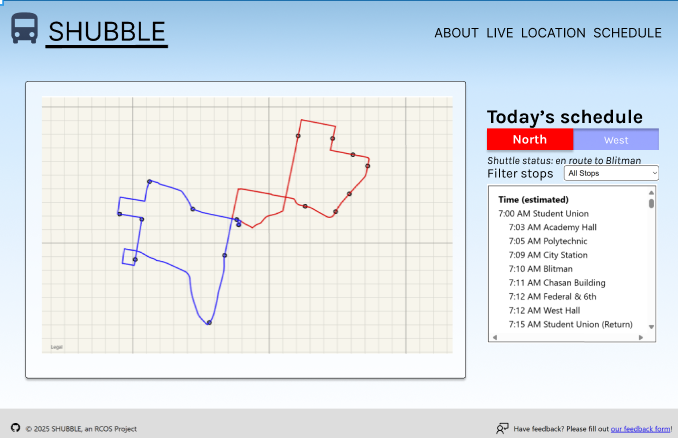 SHUBBLE
ABOUT LIVE LOCATION SCHEDULE
Today's schedule
North West
Shuttle status: en route to Blitman
Filter stops All Stops
Time (estimated)
7:00 AM Student Union
7:03 AM Academy Hall
7:05 AM Polytechnic
7:09 AM City Station
7:10 AM Blitman
7:11 AM Chasan Building
7:12 AM Federal & 6th
7:12 AM West Hall
7:15 AM Student Union (Return)
Legal
© 2025 SHUBBLE, an RCOS Project
Have feedback? Please fill out our feedback form!